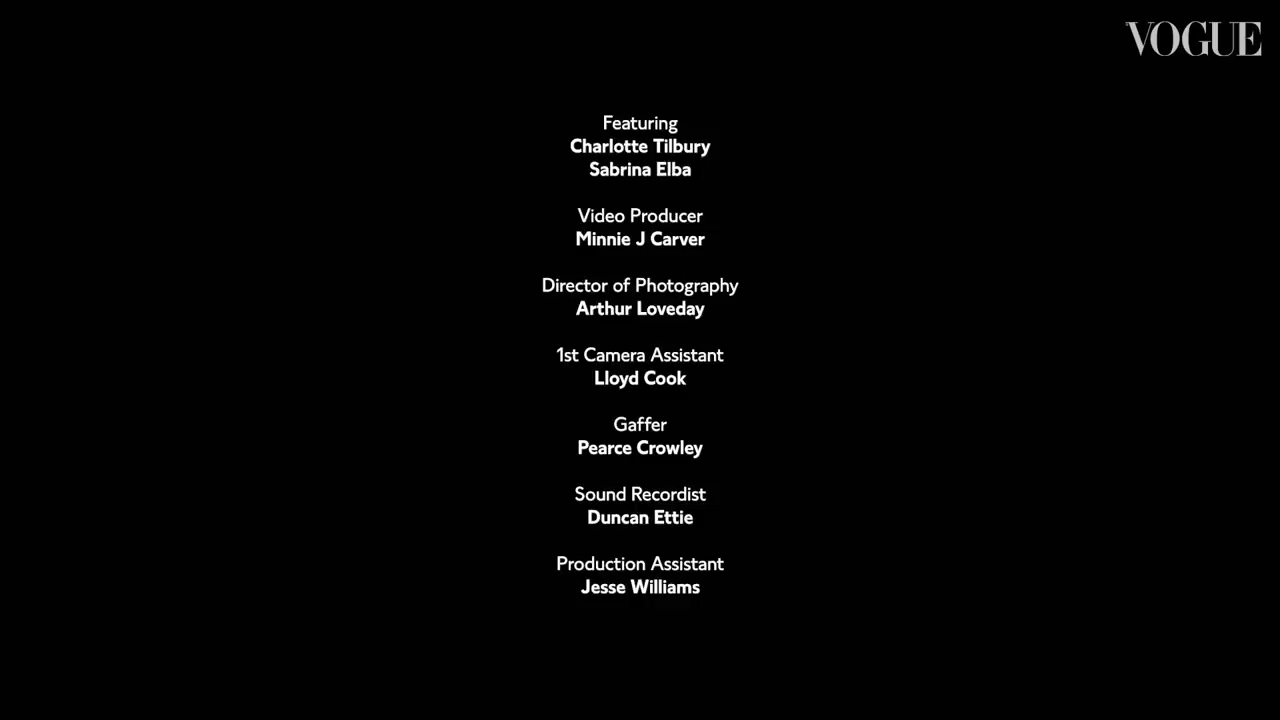 VOGUE
Featuring
Charlotte Tilbury
Sabrina Elba
Video Producer
Minnie J Carver
Director of Photography
Arthur Loveday
1st Camera Assistant
Lloyd Cook
Gaffer
Pearce Crowley
Sound Recordist
Duncan Ettie
Production Assistant
Jesse Williams